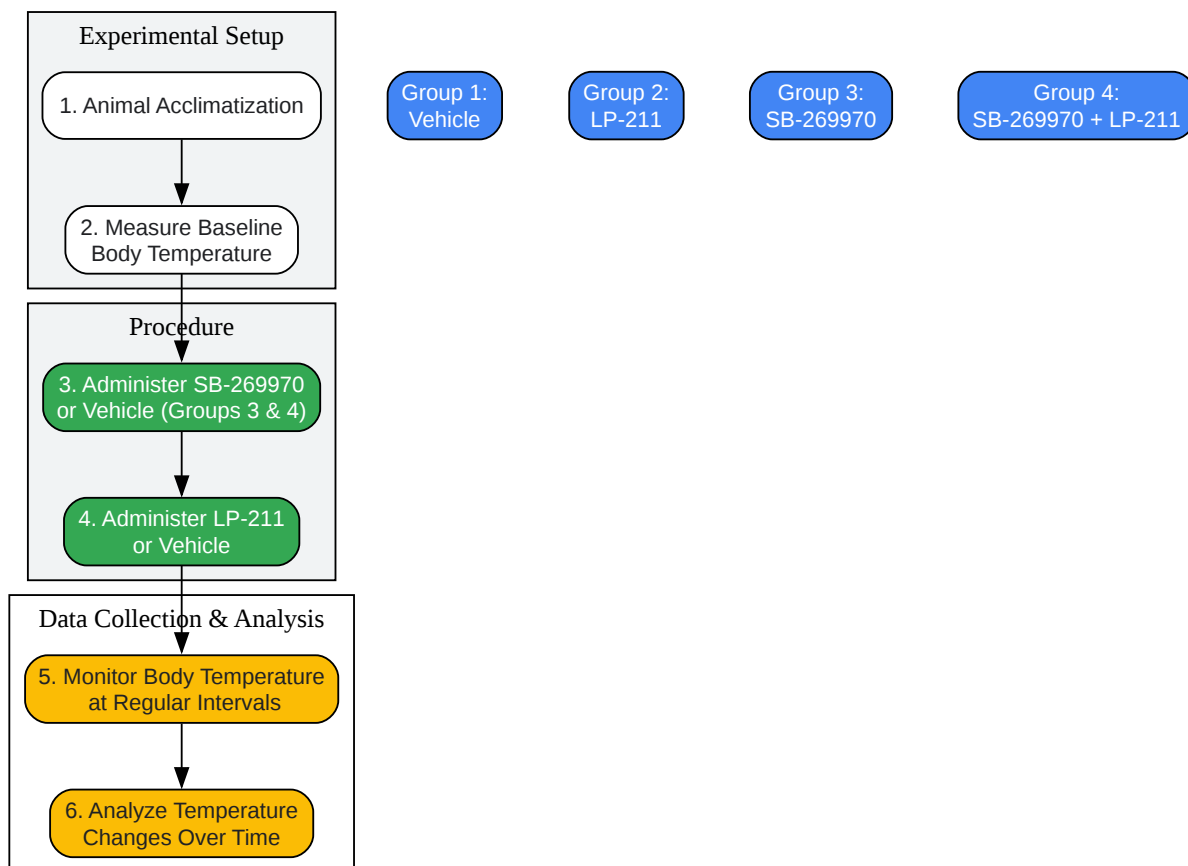 Experimental Setup
1. Animal Acclimatization
2. Measure Baseline
Body Temperature
Group 1:
Vehicle
Group 2:
LP-211
Group 3:
SB-269970
Group 4:
SB-269970 + LP-211
Procedure
3. Administer SB-269970
or Vehicle (Groups 3 & 4)
4. Administer LP-211
or Vehicle
Data Collection & Analysis
5. Monitor Body Temperature
at Regular Intervals
6. Analyze Temperature
Changes Over Time